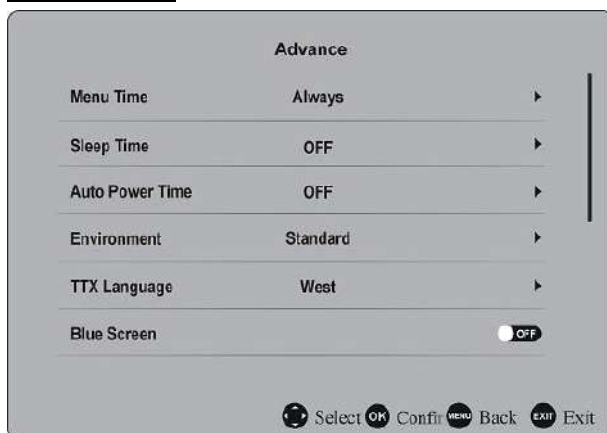 Advance
Menu Time Always
Sleep Time OFF
Auto Power Time OFF
Environment Standard
TTX Language West
Blue Screen OFF
Select OK Confir MENU Back EXIT Exit